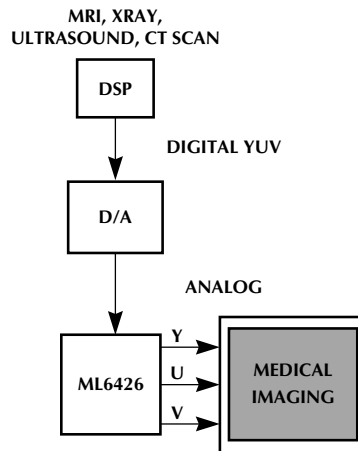 MRI, XRAY,
ULTRASOUND, CT SCAN
DSP
DIGITAL YUV
D/A
ANALOG
Y
ML6426
U
V
MEDICAL
IMAGING